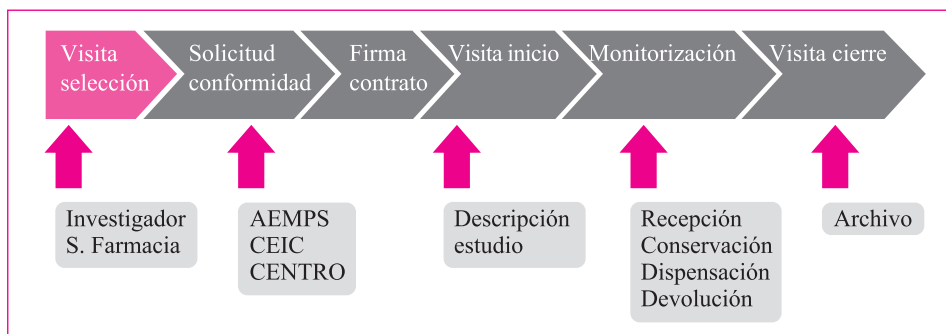 Visita
selección
Solicitud
conformidad
Firma
contrato
Visita inicio
Monitorización
Visita cierre
Investigador
S. Farmacia
AEMPS
CEIC
CENTRO
Descripción
estudio
Recepción
Conservación
Dispensación
Devolución
Archivo